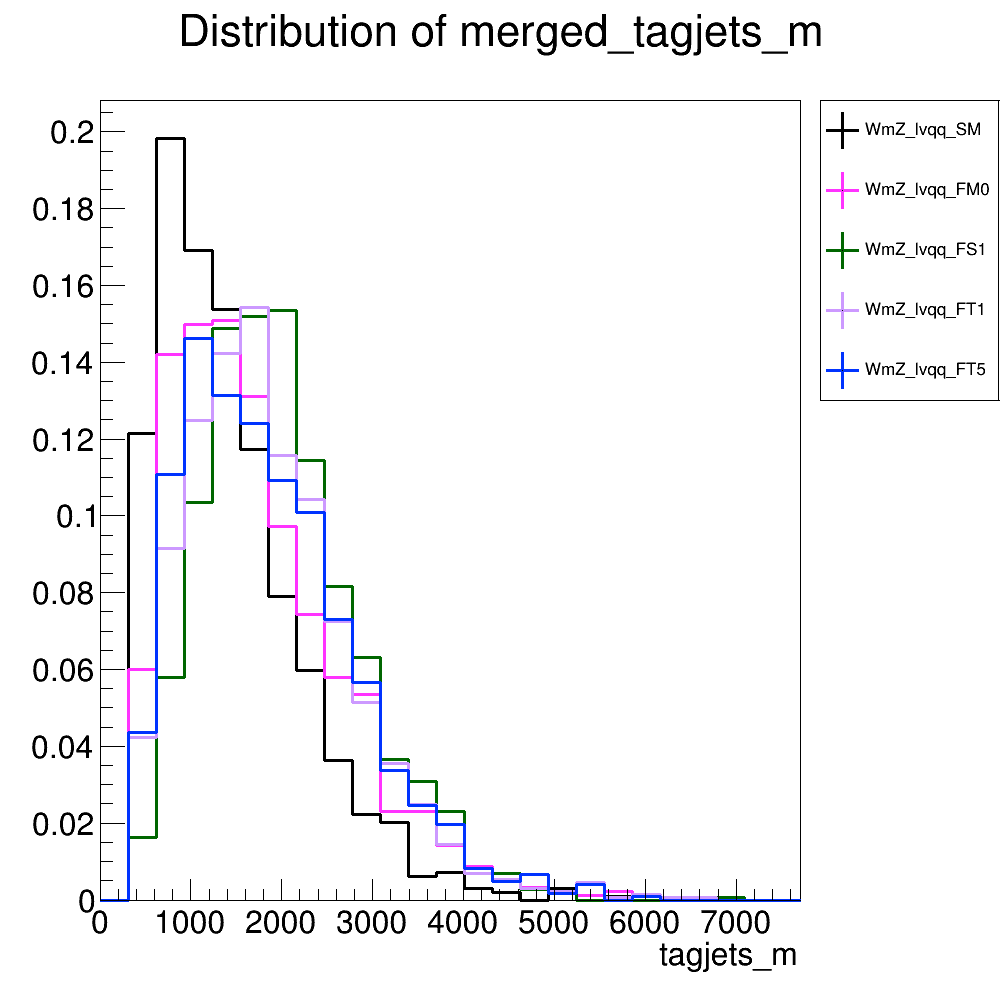 Distribution of merged_tagjets_m
0.2
0.18
0.16
0.14
0.12
0.1
0.08
0.06
0.04
0.02
0
0 1000 2000 3000 4000 5000 6000 7000
tagjets_m
WmZ_lvqq_SM
WmZ_lvqq_FM0
WmZ_lvqq_FS1
WmZ_lvqq_FT1
WmZ_lvqq_FT5